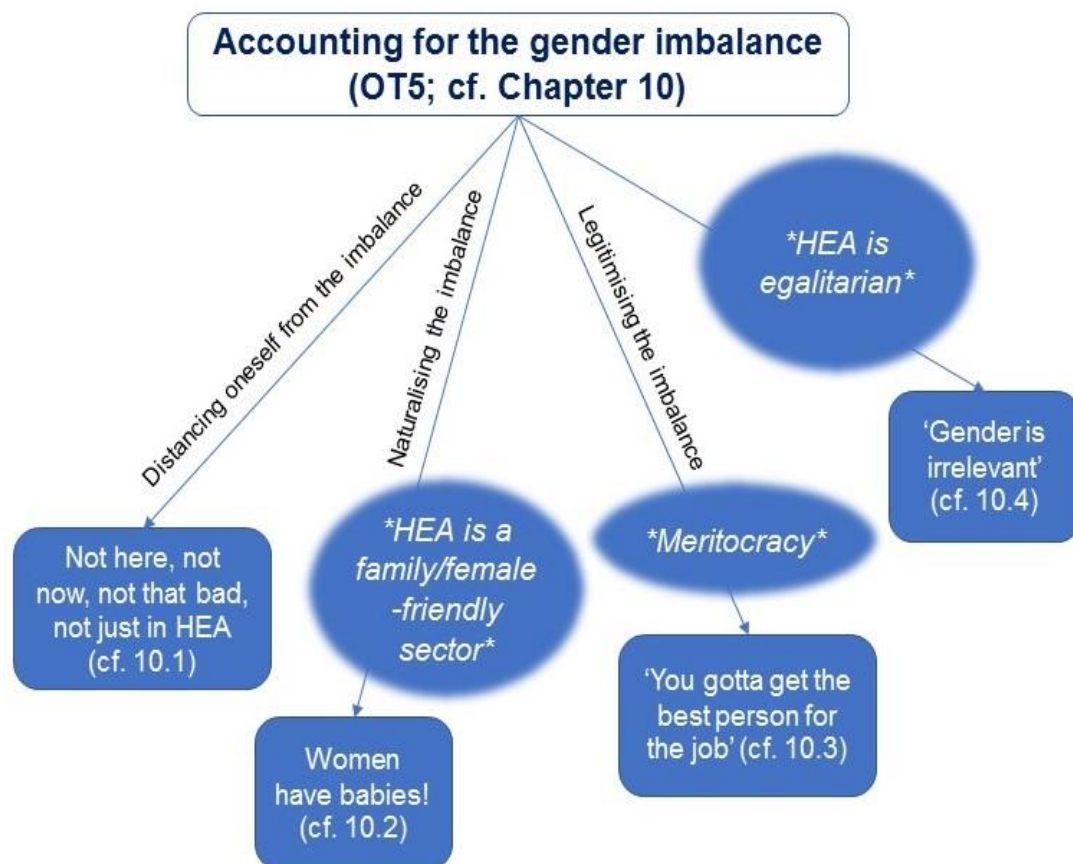 Accounting for the gender imbalance
(OT5; cf. Chapter 10)
Distancing oneself from the imbalance
Naturalising the imbalance
Legitimising the imbalance
*HEA is
egalitarian*
Not here, not
now, not that bad,
not just in HEA
(cf. 10.1)
*HEA is a
family/female
-friendly
sector*
Women
have babies!
(cf. 10.2)
*Meritocracy*
‘You gotta get the
best person for
the job’ (cf. 10.3)
‘Gender is
irrelevant’
(cf. 10.4)